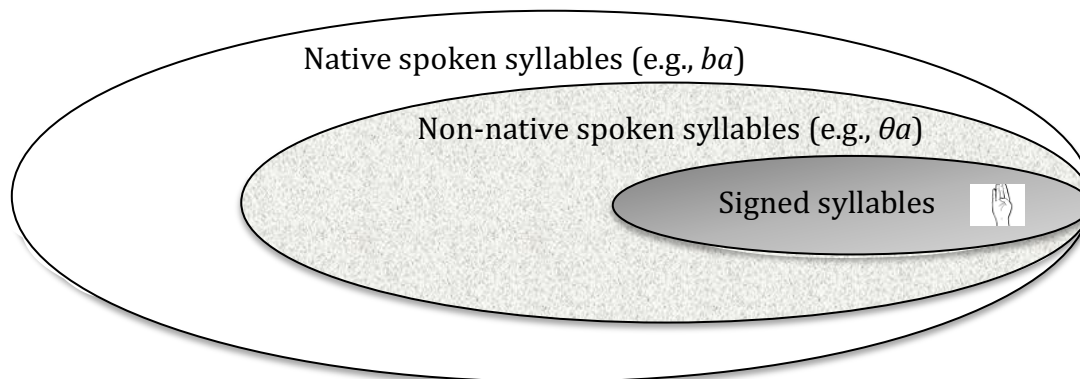 Native spoken syllables (e.g., ba)
Non-native spoken syllables (e.g., θa)
Signed syllables